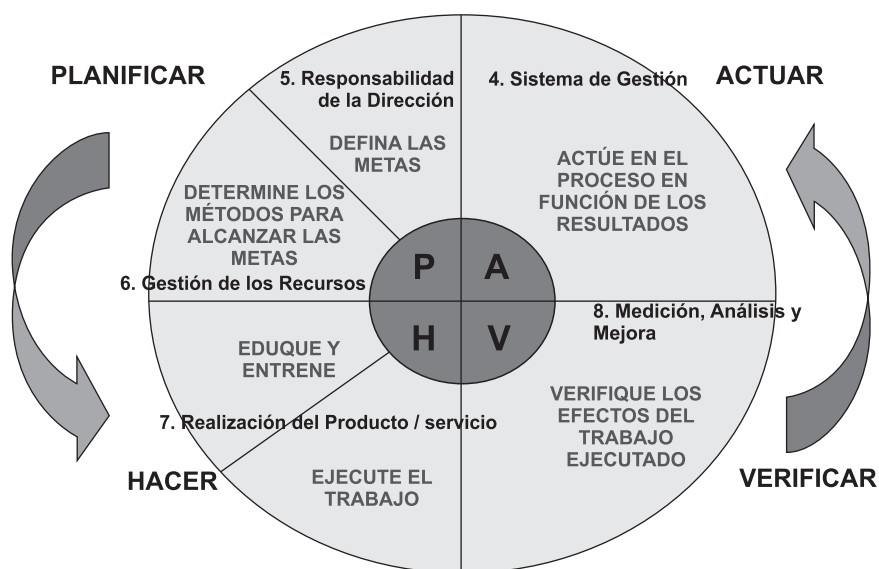 PLANIFICAR
5. Responsabilidad
de la Dirección
4. Sistema de Gestión
ACTUAR
DEFINA LAS
METAS
ACTÚE EN EL
PROCESO EN
FUNCIÓN DE LOS
RESULTADOS
DETERMINE LOS
MÉTODOS PARA
ALCANZAR LAS
METAS
6. Gestión de los Recursos
P
A
H
V
8. Medición, Análisis y
Mejora
EDUQUE Y
ENTRENE
7. Realización del Producto / servicio
VERIFIQUE LOS
EFECTOS DEL
TRABAJO
EJECUTADO
HACER
EJECUTE EL
TRABAJO
VERIFICAR